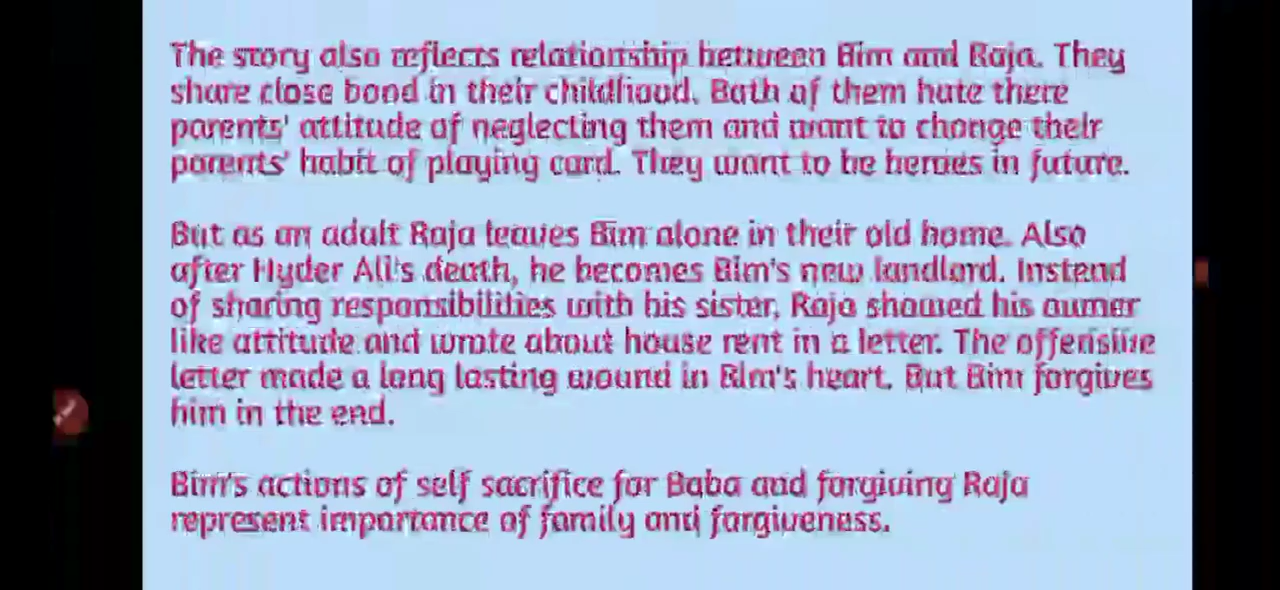 The story also reflects relationship between Bim and Raja. They
share close bond in their childhood. Both of them hate there
parents' attitude of neglecting them and want to change their
parents' habit of playing card. They want to be heroes in future.
But as an adult Raja leaves Bim alone in their old home. Also
after Hyder Ali's death, he becomes Bim's new landlord. Instead
of sharing responsibilities with his sister, Raja showed his owner
like attitude and wrote about house rent in a letter. The offensive
letter made a long lasting wound in Bim's heart. But Bim forgives
him in the end.
Bim's actions of self sacrifice for Baba and forgiving Raja
represent importance of family and forgiveness.